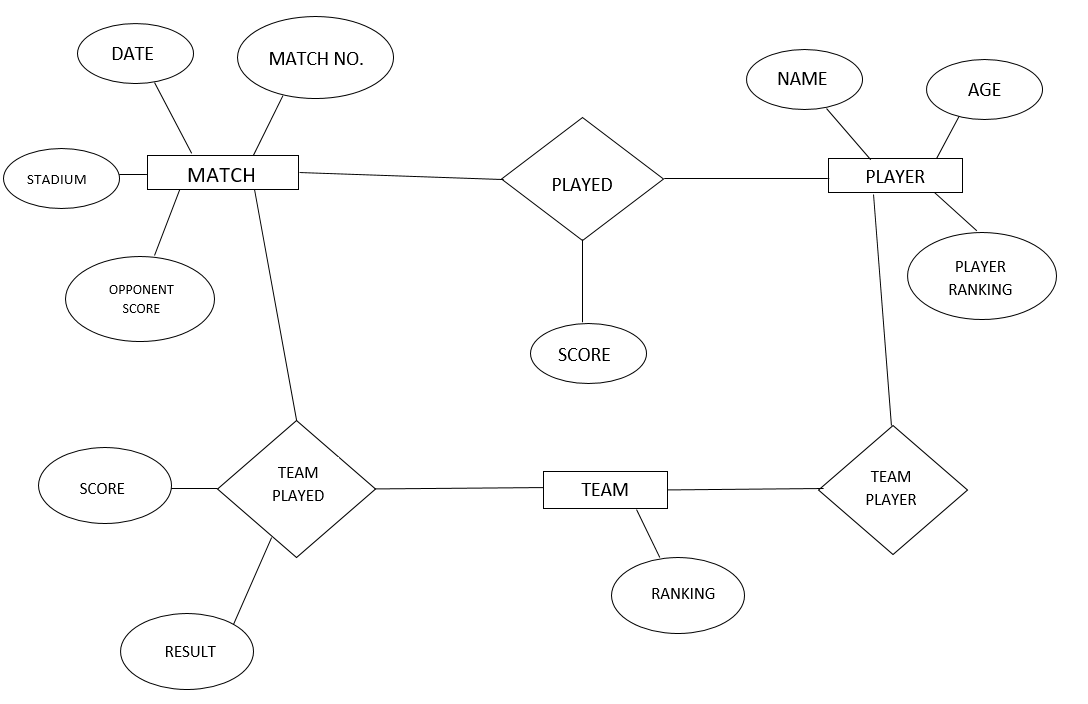 DATE
MATCH NO.
NAME
AGE
STADIUM
MATCH
PLAYED
PLAYER
OPPONENT
SCORE
PLAYER
RANKING
SCORE
SCORE
TEAM
PLAYED
TEAM
TEAM
PLAYER
RANKING
RESULT